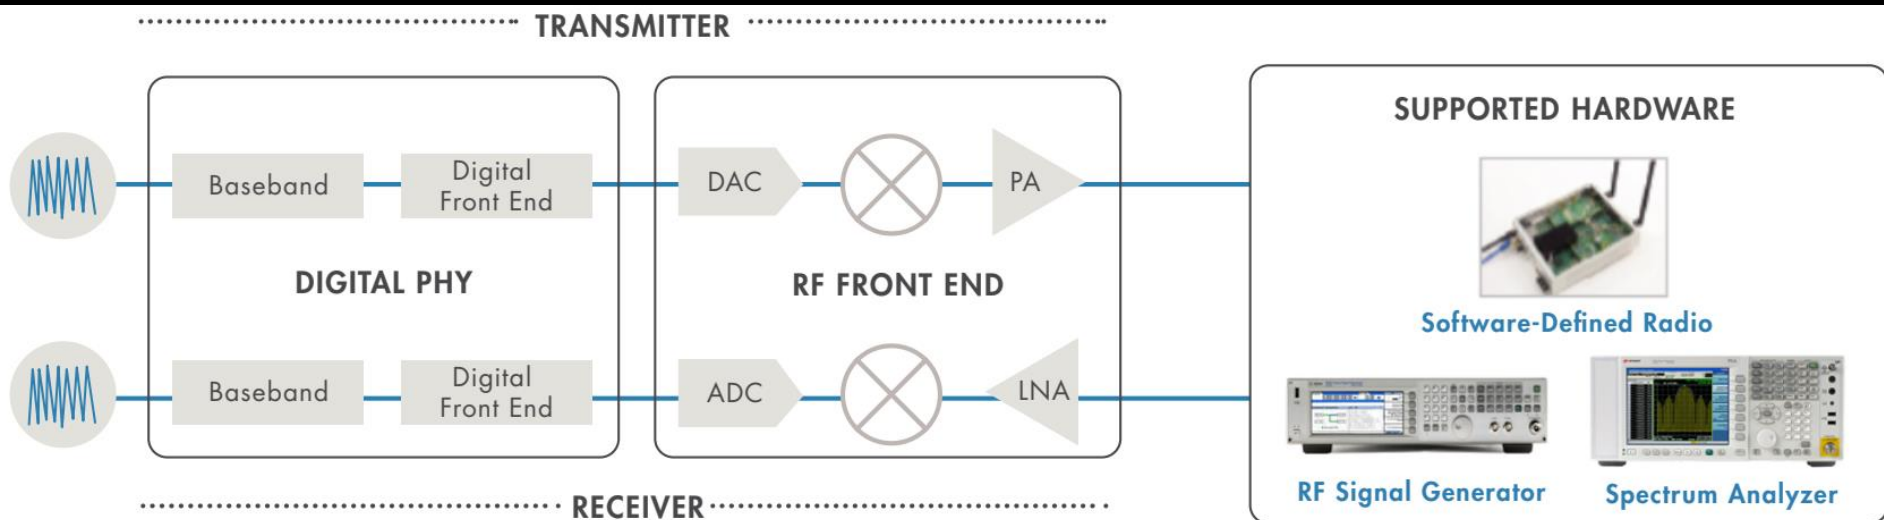 TRANSMITTER
SUPPORTED HARDWARE
Baseband
Digital
Front End
DAC
PA
DIGITAL PHY
RF FRONT END
Software-Defined Radio
Baseband
Digital
Front End
ADC
LNA
RF Signal Generator
Spectrum Analyzer
RECEIVER